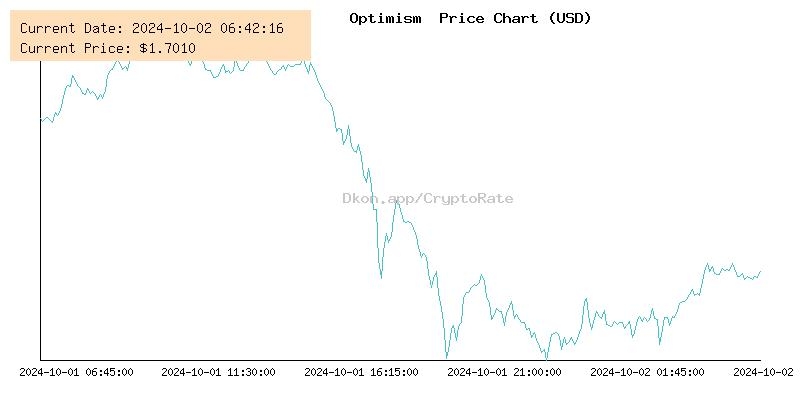 Optimism  Price Chart (USD)
Current Date: 2024-10-02 06:42:16
Current Price: $1.7010
Dkon.app/CryptoRate
2024-10-01 06:45:00 2024-10-01 11:30:00 2024-10-01 16:15:00 2024-10-01 21:00:00 2024-10-02 01:45:00 2024-10-02